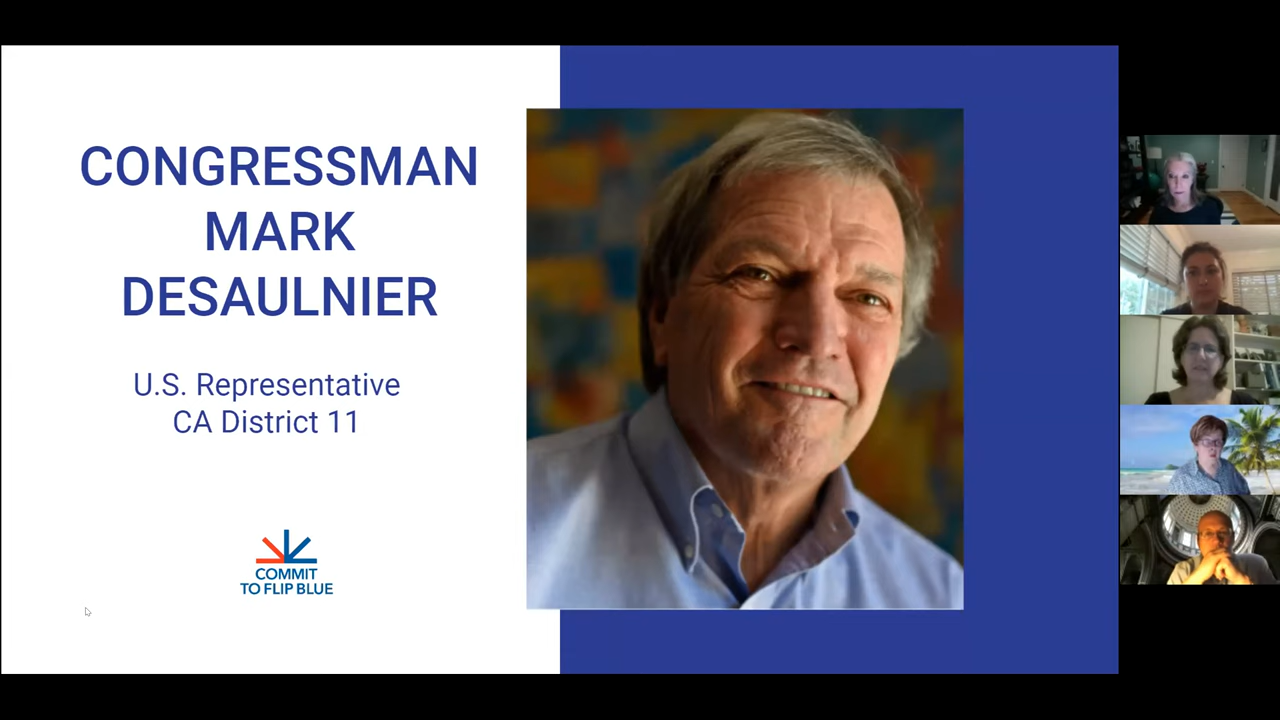 CONGRESSMAN
MARK
DESAULNIER
U.S. Representative
CA District 11
COMMIT
TO FLIP BLUE